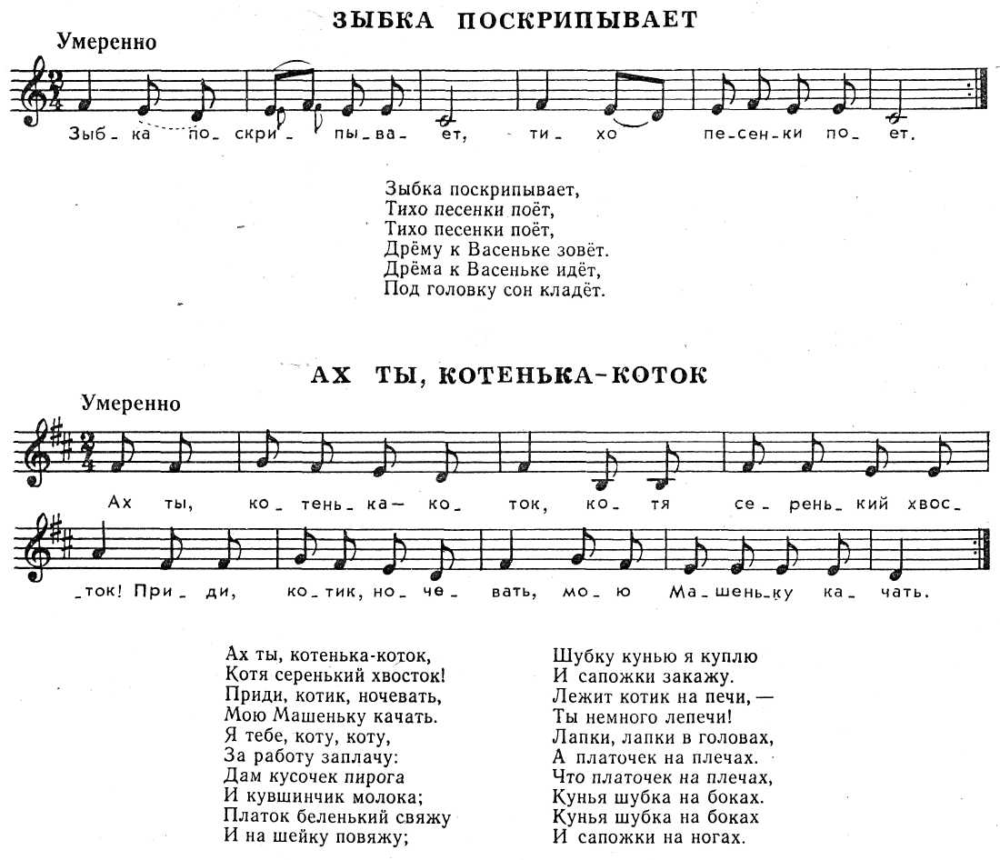 ЗЫБКА ПОСКРИПЫВАЕТ
Умеренно
2/4
Зыб-ка по-скри-пы-ва-ет, ти-хо пе-сен-ки по-ет.
Зыбка поскрипывает,
Тихо песенки поёт,
Тихо песенки поёт,
Дрёму к Васеньке зовёт.
Дрёма к Васеньке идёт,
Под головку сон кладёт.
АХ ТЫ, КОТЕНЬКА-КОТОК
Умеренно
2/4
Ах ты, ко-тень-ка-ко-ток, ко-тя се-рень-кий хвос-
-ток! При-ди, ко-тик, но-че-вать, мо-ю Ма-шень-ку ка-чать.
Ах ты, котенька-коток,
Котя серенький хвосток!
Приди, котик, ночевать,
Мою Машеньку качать.
Я тебе, коту, коту,
За работу заплачу:
Дам кусочек пирога
И кувшинчик молока;
Платок беленький свяжу
И на шейку повяжу;
Шубку кунью я куплю
И сапожки закажу.
Лежит котик на печи, —
Ты немного лепечи!
Лапки, лапки в головах,
А платочек на плечах.
Что платочек на плечах,
Кунья шубка на боках.
Кунья шубка на боках
И сапожки на ногах.